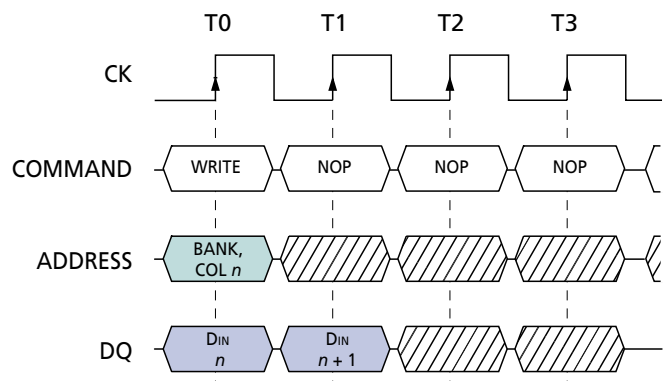 T0 T1 T2 T3
CK
COMMAND WRITE NOP NOP NOP
ADDRESS BANK,
COL n
DQ DIN DIN
n n + 1